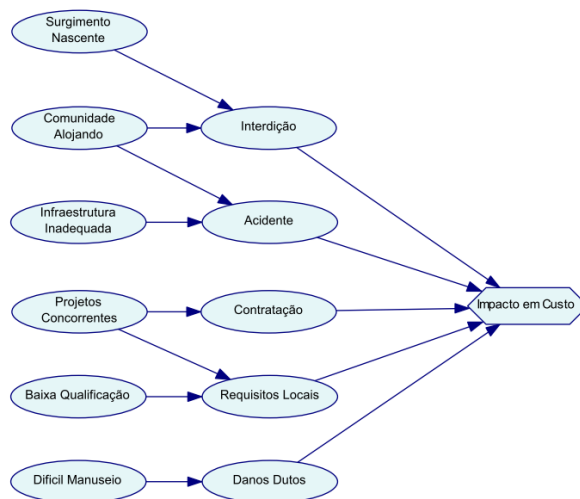 Surgimento
Nascente
Comunidade
Alojando
Interdição
Infraestrutura
Inadequada
Acidente
Projetos
Concorrentes
Contratação
Impacto em Custo
Baixa Qualificação
Requisitos Locais
Dificil Manuseio
Danos Dutos